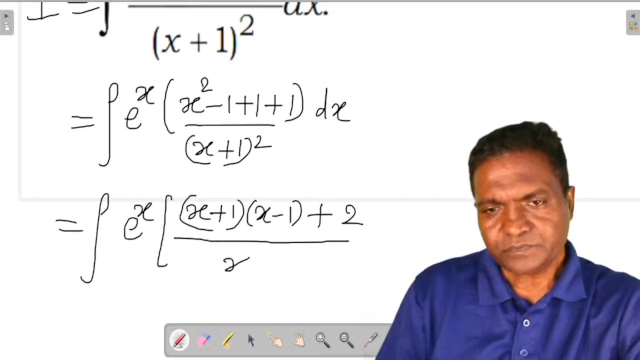 I = ∫ ——— dx.
(x + 1)²
= ∫ eˣ (x² - 1 + 1 + 1) / (x + 1)² dx
= ∫ eˣ [(x + 1)(x - 1) + 2